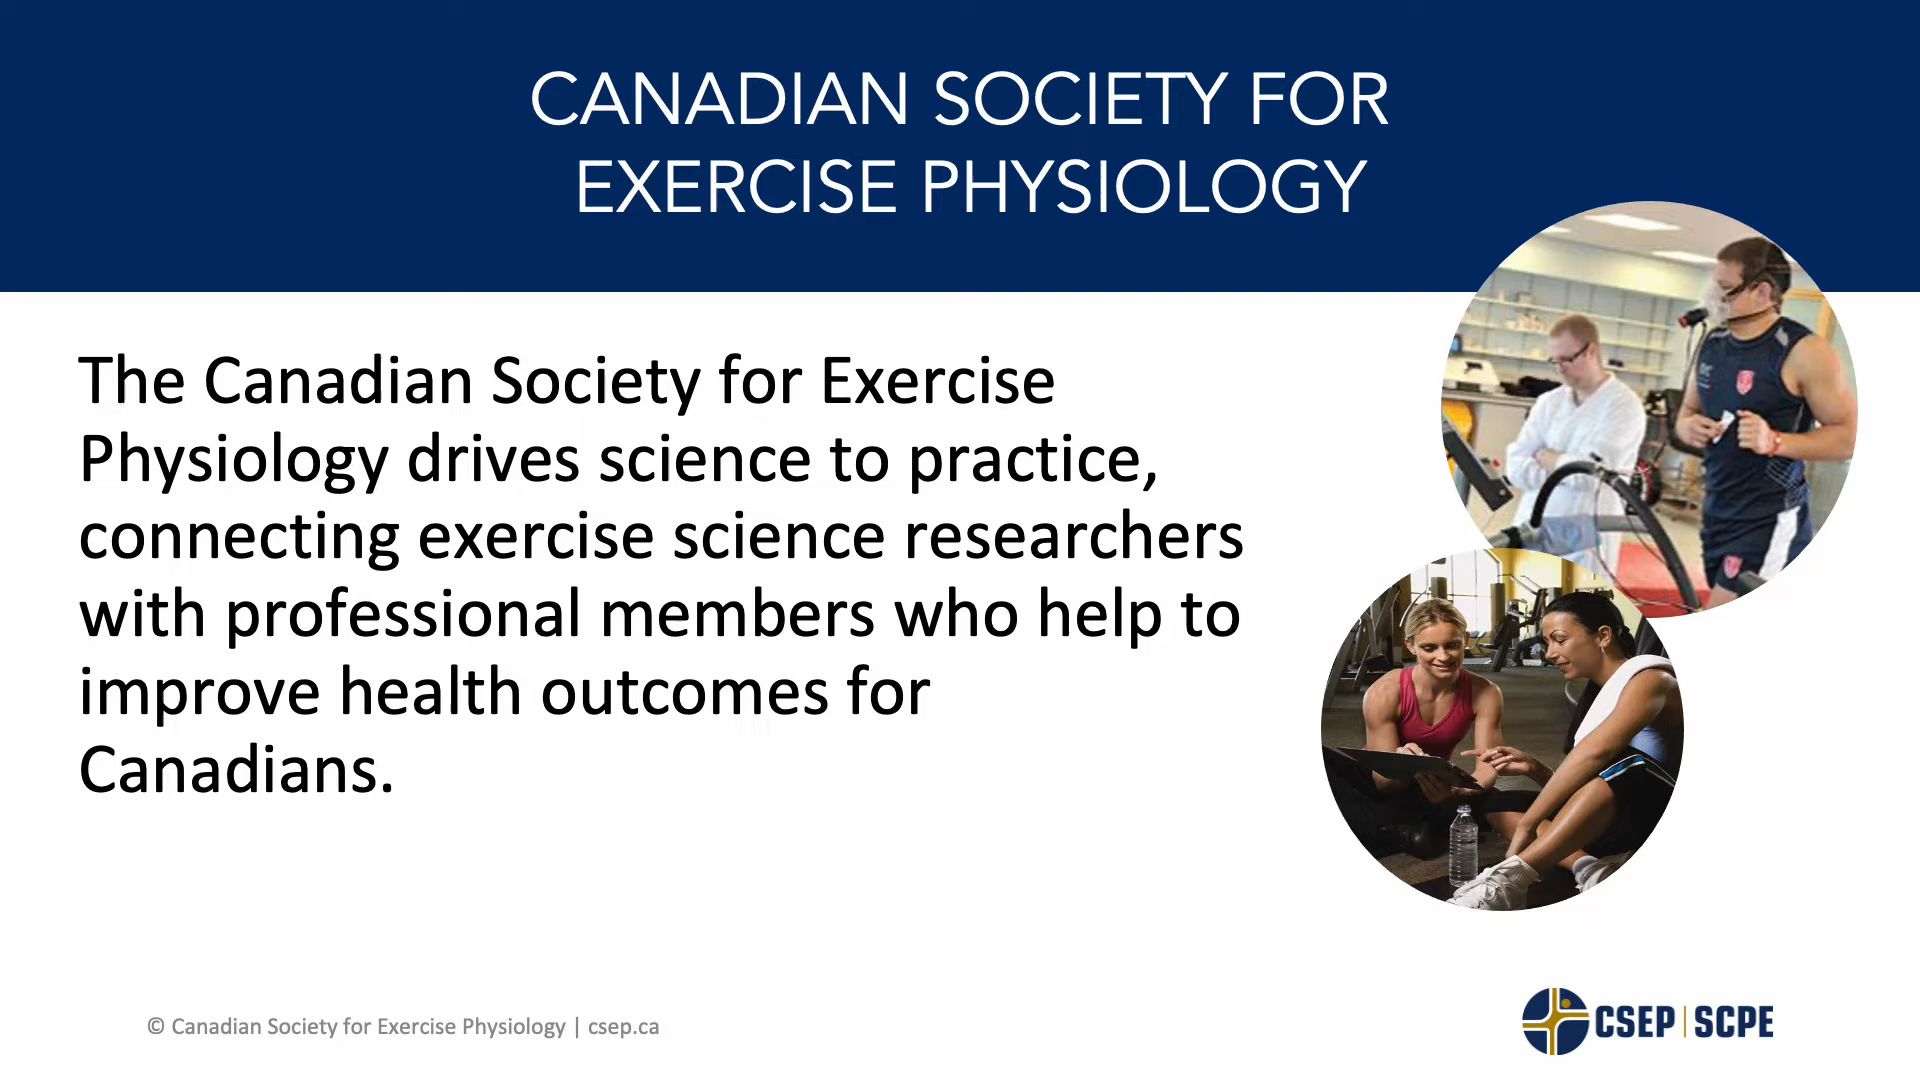 CANADIAN SOCIETY FOR
EXERCISE PHYSIOLOGY
The Canadian Society for Exercise
Physiology drives science to practice,
connecting exercise science researchers
with professional members who help to
improve health outcomes for
Canadians.
© Canadian Society for Exercise Physiology | csep.ca
CSEP | SCPE